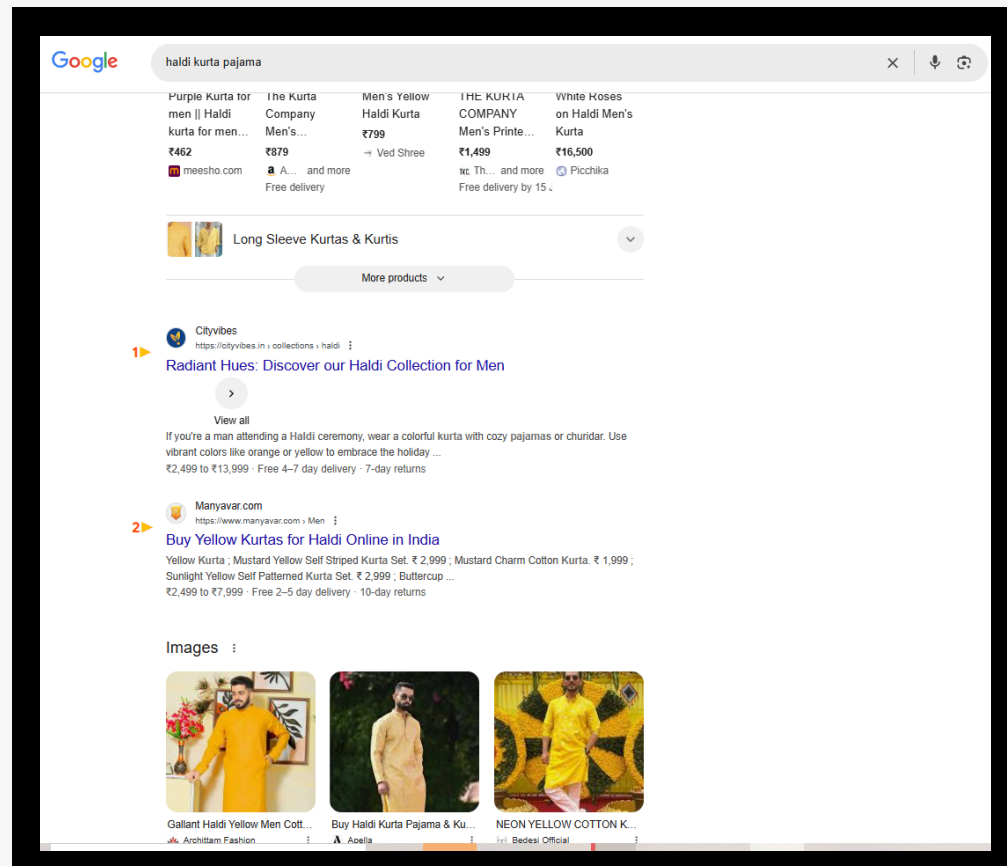 Google
haldi kurta pajama
Purple Kurta for
men || Haldi
kurta for men...
₹462
meesho.com
The Kurta
Company
Men's...
₹879
a A... and more
Free delivery
Men's Yellow
Haldi Kurta
₹799
Ved Shree
THE KURTA
COMPANY
Men's Printe...
₹1,499
Th... and more
Free delivery by 15
White Roses
on Haldi Men's
Kurta
₹16,500
Picchika
Long Sleeve Kurtas & Kurtis
More products
Cityvibes
https://cityvibes.in › collections › haldi
1
Radiant Hues: Discover our Haldi Collection for Men
View all
If you're a man attending a Haldi ceremony, wear a colorful kurta with cozy pajamas or churidar. Use
vibrant colors like orange or yellow to embrace the holiday ...
₹2,499 to ₹13,999 · Free 4–7 day delivery · 7-day returns
Manyavar.com
https://www.manyavar.com › Men
2
Buy Yellow Kurtas for Haldi Online in India
Yellow Kurta ; Mustard Yellow Self Striped Kurta Set. ₹ 2,999 ; Mustard Charm Cotton Kurta. ₹ 1,999 ;
Sunlight Yellow Self Patterned Kurta Set. ₹ 2,999 ; Buttercup ...
₹2,499 to ₹7,999 · Free 2–5 day delivery · 10-day returns
Images
Gallant Haldi Yellow Men Cott...
Archittam Fashion
Buy Haldi Kurta Pajama & Ku...
Apella
NEON YELLOW COTTON K...
Bedesi Official